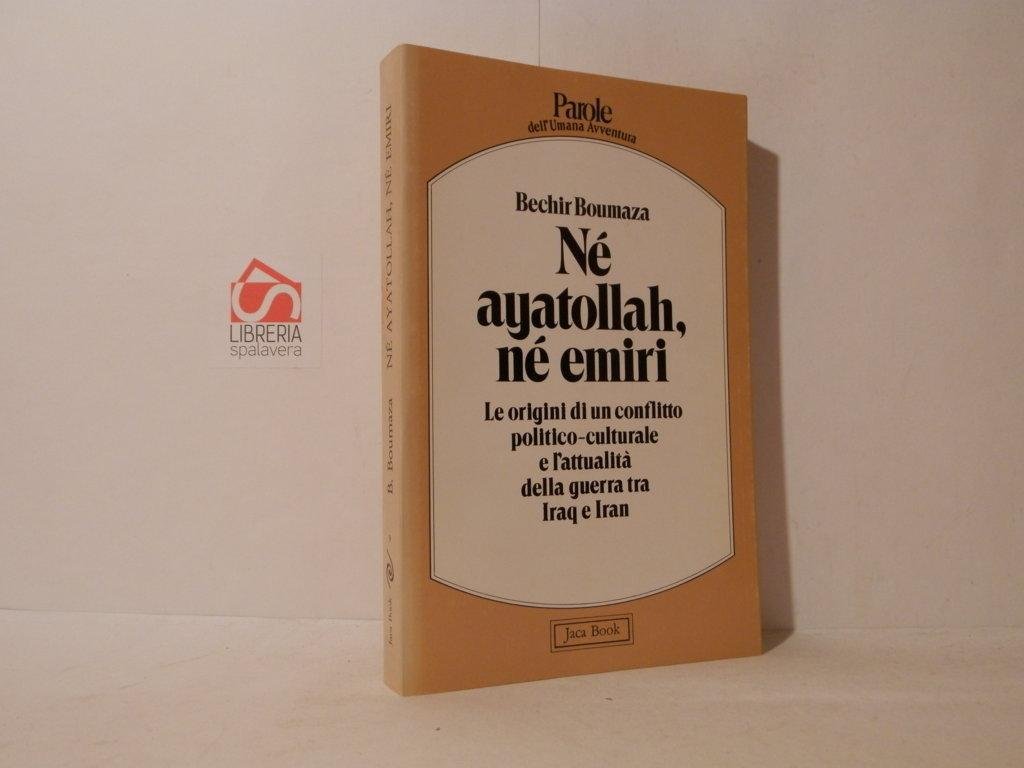 Parole
dell'Umana Avventura
Bechir Boumaza
Né
ayatollah,
né emiri
Le origini di un conflitto
politico-culturale
e l'attualità
della guerra tra
Iraq e Iran
Jaca Book
Jaca Book
B. Boumaza
NÉ AYATOLLAH, NÉ EMIRI
LIBRERIA
spalavera